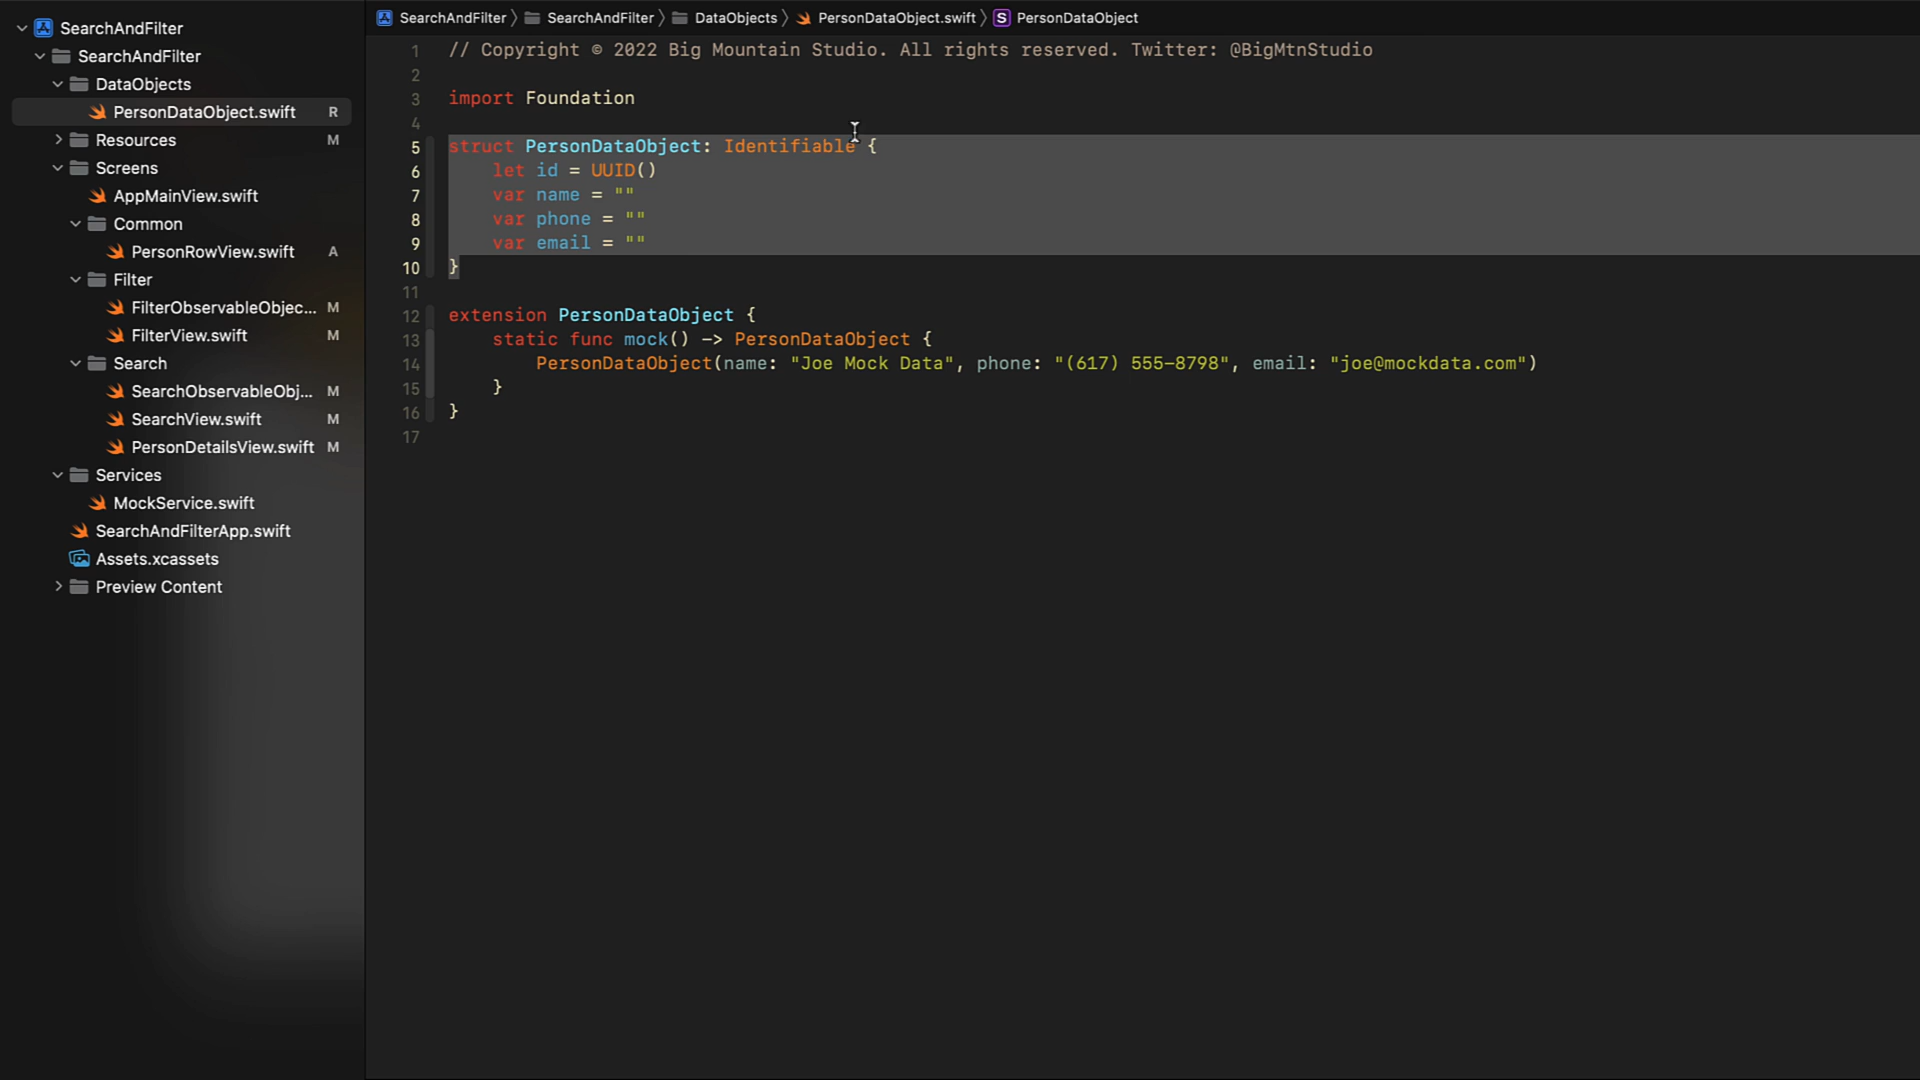 SearchAndFilter
SearchAndFilter
DataObjects
PersonDataObject.swift R
Resources M
Screens
AppMainView.swift
Common
PersonRowView.swift A
Filter
FilterObservableObjec... M
FilterView.swift M
Search
SearchObservableObj... M
SearchView.swift M
PersonDetailsView.swift M
Services
MockService.swift
SearchAndFilterApp.swift
Assets.xcassets
Preview Content
SearchAndFilter SearchAndFilter DataObjects PersonDataObject.swift S PersonDataObject
1 // Copyright © 2022 Big Mountain Studio. All rights reserved. Twitter: @BigMtnStudio
2
3 import Foundation
4
5 struct PersonDataObject: Identifiable {
6 let id = UUID()
7 var name = ""
8 var phone = ""
9 var email = ""
10 }
11
12 extension PersonDataObject {
13 static func mock() -> PersonDataObject {
14 PersonDataObject(name: "Joe Mock Data", phone: "(617) 555-8798", email: "joe@mockdata.com")
15 }
16 }
17